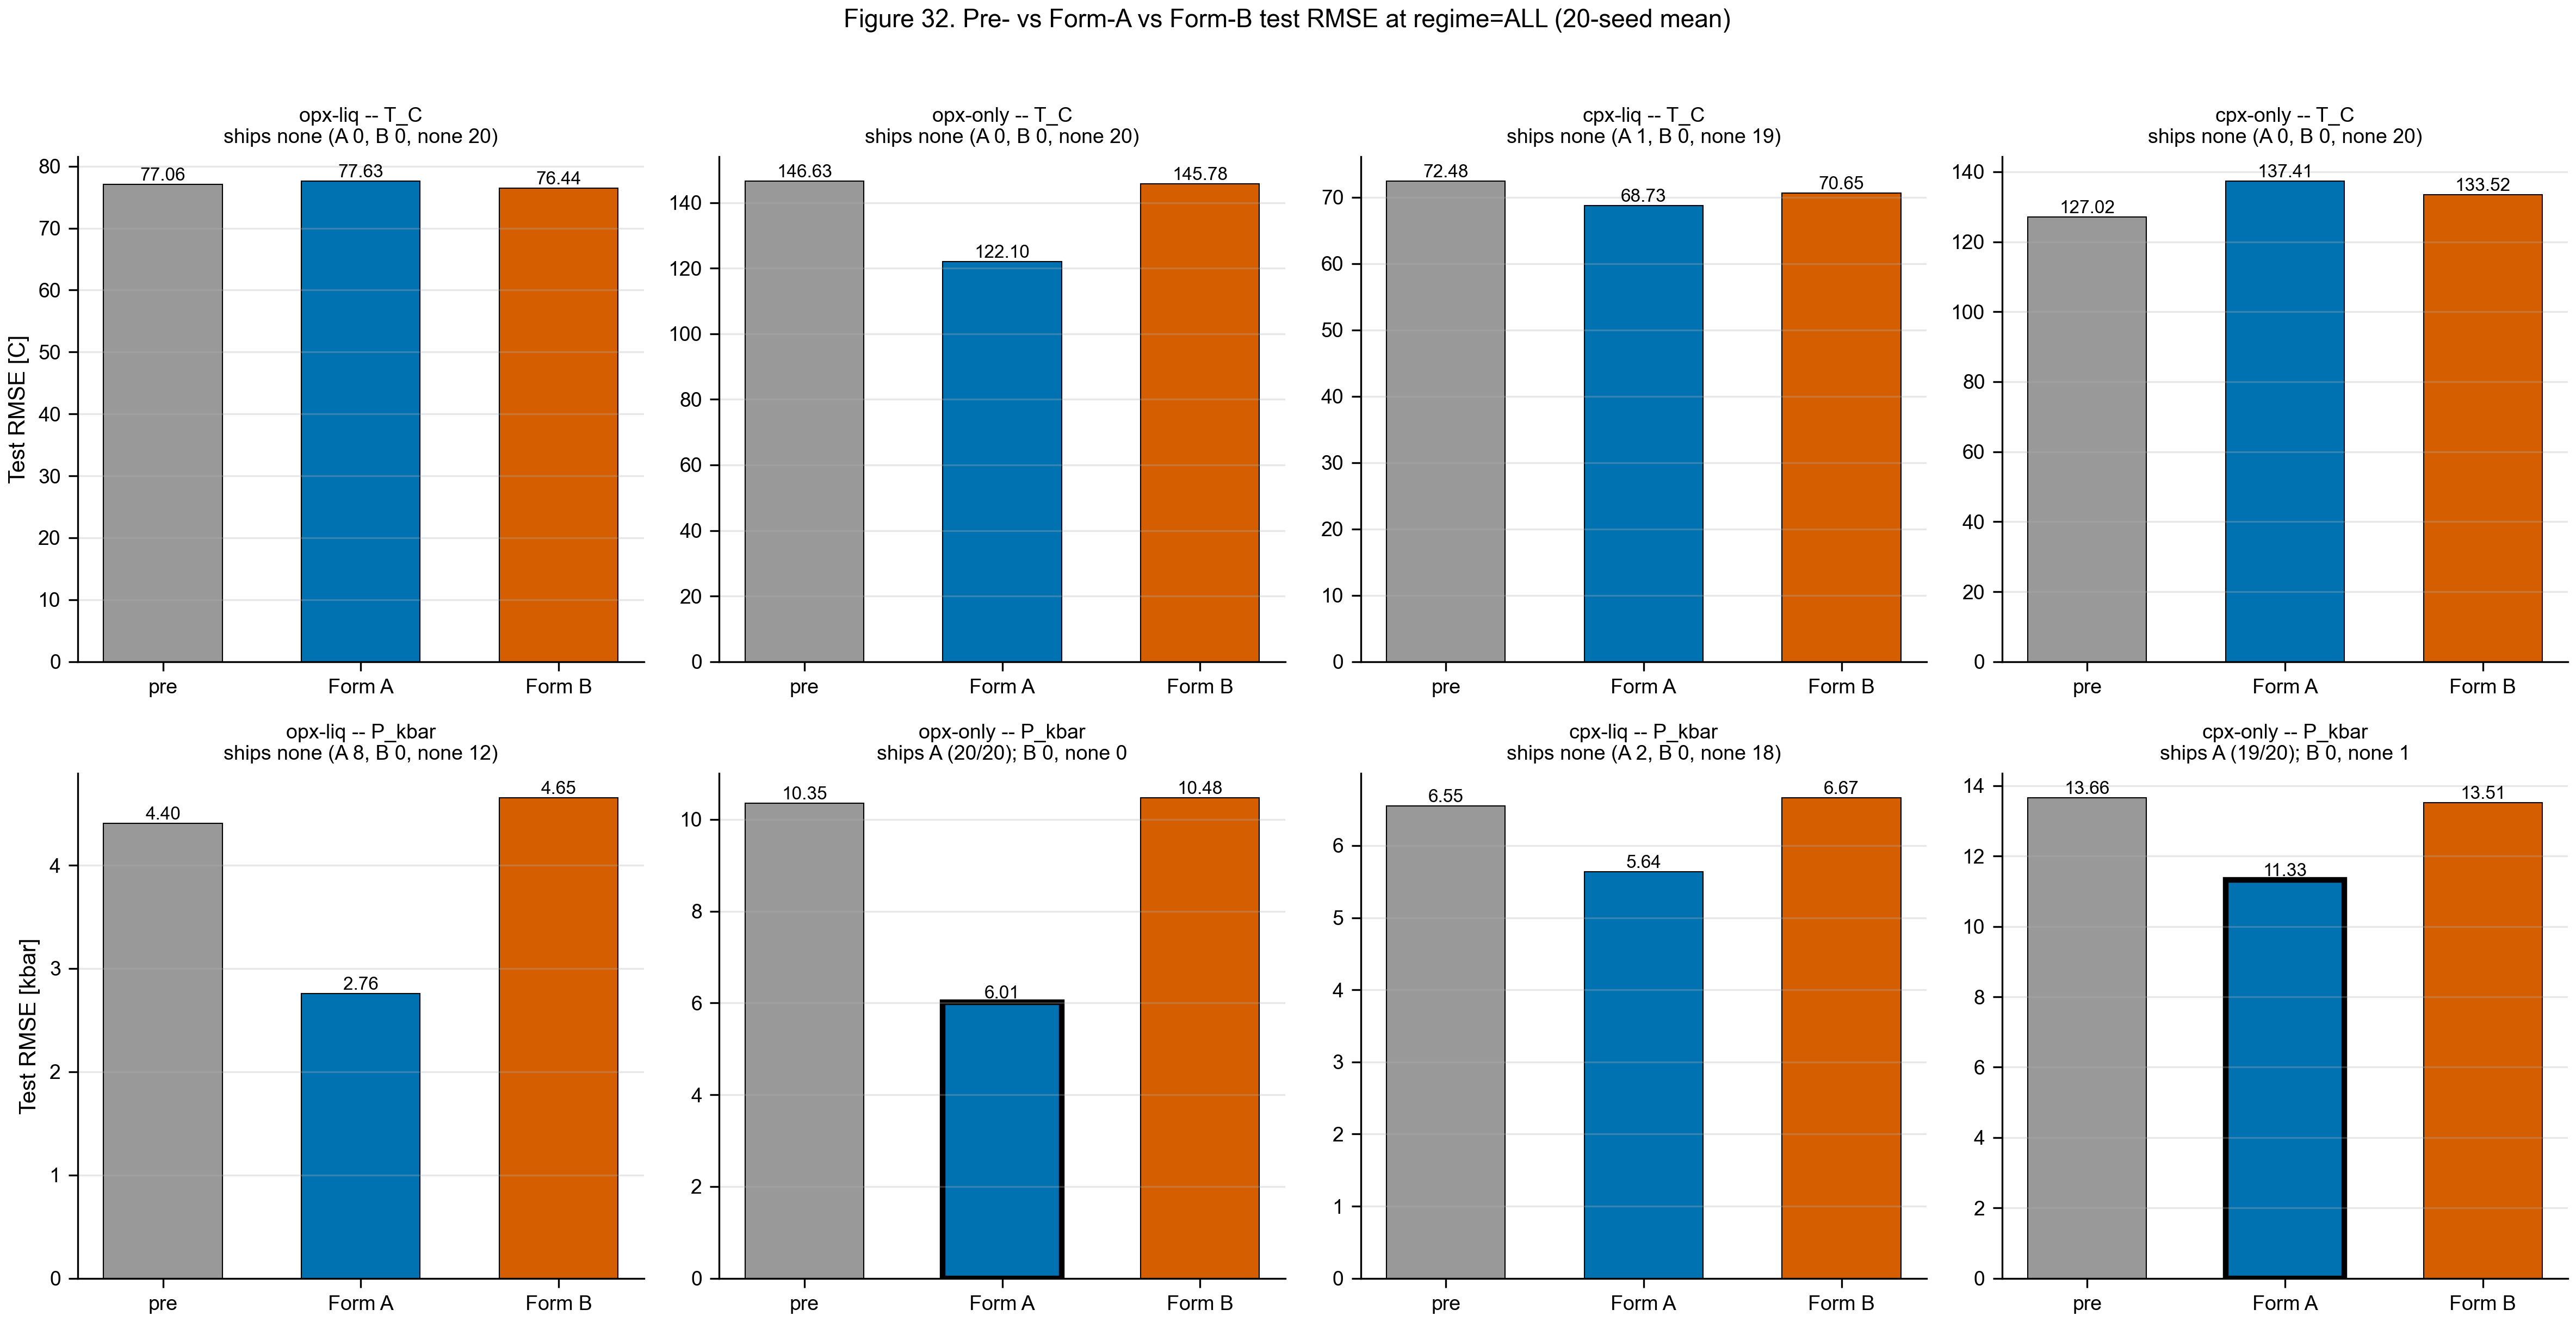 Figure 32. Pre- vs Form-A vs Form-B test RMSE at regime=ALL (20-seed mean)
opx-liq -- T_C
ships none (A 0, B 0, none 20)
Test RMSE [C]
80
70
60
50
40
30
20
10
0
77.06
77.63
76.44
pre
Form A
Form B
opx-only -- T_C
ships none (A 0, B 0, none 20)
140
120
100
80
60
40
20
0
146.63
122.10
145.78
pre
Form A
Form B
cpx-liq -- T_C
ships none (A 1, B 0, none 19)
70
60
50
40
30
20
10
0
72.48
68.73
70.65
pre
Form A
Form B
cpx-only -- T_C
ships none (A 0, B 0, none 20)
140
120
100
80
60
40
20
0
127.02
137.41
133.52
pre
Form A
Form B
opx-liq -- P_kbar
ships none (A 8, B 0, none 12)
Test RMSE [kbar]
4
3
2
1
0
4.40
2.76
4.65
pre
Form A
Form B
opx-only -- P_kbar
ships A (20/20); B 0, none 0
10
8
6
4
2
0
10.35
6.01
10.48
pre
Form A
Form B
cpx-liq -- P_kbar
ships none (A 2, B 0, none 18)
6
5
4
3
2
1
0
6.55
5.64
6.67
pre
Form A
Form B
cpx-only -- P_kbar
ships A (19/20); B 0, none 1
14
12
10
8
6
4
2
0
13.66
11.33
13.51
pre
Form A
Form B